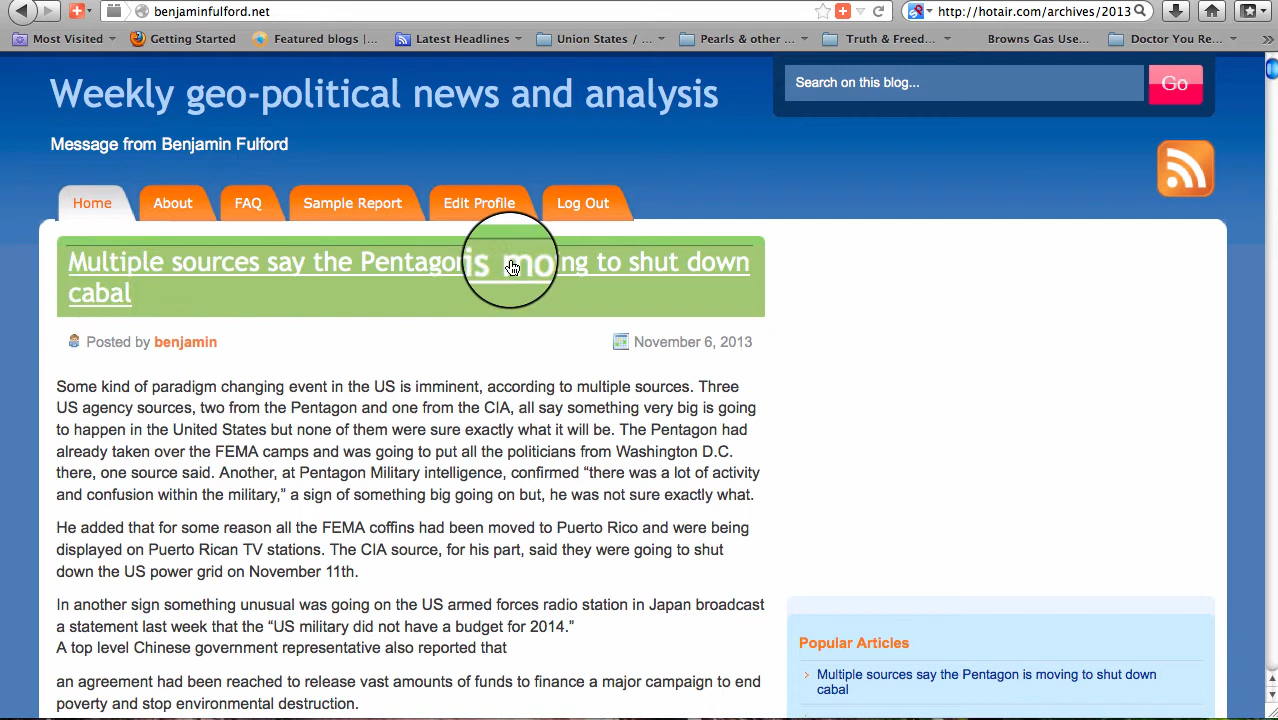 benjaminfulford.net
http://hotair.com/archives/2013
Most Visited
Getting Started
Featured blogs |...
Latest Headlines
Union States / ...
Pearls & other ...
Truth & Freed...
Browns Gas Use...
Doctor You Re...
Weekly geo-political news and analysis
Search on this blog...
Go
Message from Benjamin Fulford
Home
About
FAQ
Sample Report
Edit Profile
Log Out
Multiple sources say the Pentagon is moving to shut down
cabal
Posted by benjamin
November 6, 2013
Some kind of paradigm changing event in the US is imminent, according to multiple sources. Three
US agency sources, two from the Pentagon and one from the CIA, all say something very big is going
to happen in the United States but none of them were sure exactly what it will be. The Pentagon had
already taken over the FEMA camps and was going to put all the politicians from Washington D.C.
there, one source said. Another, at Pentagon Military intelligence, confirmed “there was a lot of activity
and confusion within the military,” a sign of something big going on but, he was not sure exactly what.
He added that for some reason all the FEMA coffins had been moved to Puerto Rico and were being
displayed on Puerto Rican TV stations. The CIA source, for his part, said they were going to shut
down the US power grid on November 11th.
In another sign something unusual was going on the US armed forces radio station in Japan broadcast
a statement last week that the “US military did not have a budget for 2014.”
A top level Chinese government representative also reported that
an agreement had been reached to release vast amounts of funds to finance a major campaign to end
poverty and stop environmental destruction.
Popular Articles
Multiple sources say the Pentagon is moving to shut down
cabal